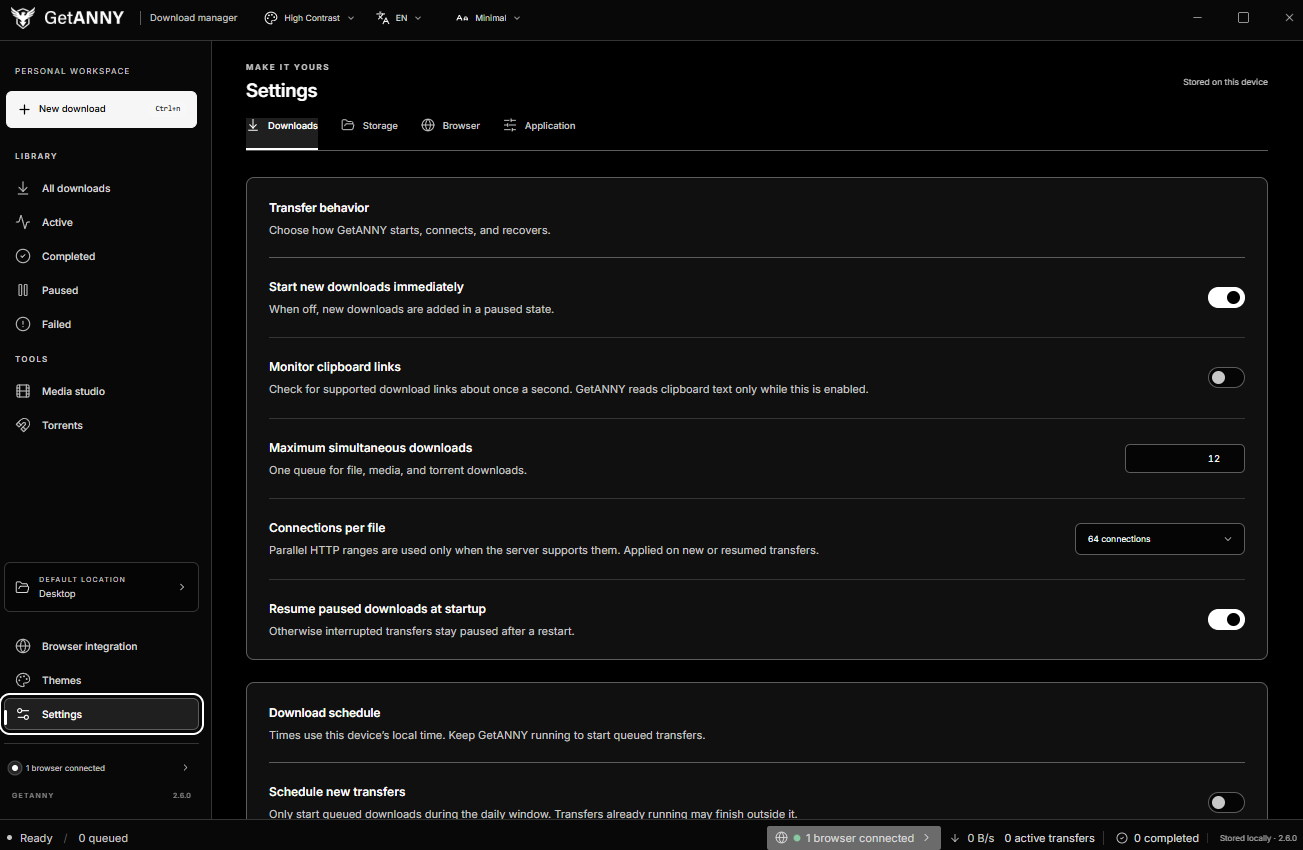 GetANNY
Download manager
High Contrast
EN
Aa Minimal
PERSONAL WORKSPACE
New download Ctrl+n
LIBRARY
All downloads
Active
Completed
Paused
Failed
TOOLS
Media studio
Torrents
DEFAULT LOCATION
Desktop
Browser integration
Themes
Settings
1 browser connected
GETANNY 2.6.0
MAKE IT YOURS
Settings
Stored on this device
Downloads Storage Browser Application
Transfer behavior
Choose how GetANNY starts, connects, and recovers.
Start new downloads immediately
When off, new downloads are added in a paused state.
Monitor clipboard links
Check for supported download links about once a second. GetANNY reads clipboard text only while this is enabled.
Maximum simultaneous downloads
One queue for file, media, and torrent downloads.
12
Connections per file
Parallel HTTP ranges are used only when the server supports them. Applied on new or resumed transfers.
64 connections
Resume paused downloads at startup
Otherwise interrupted transfers stay paused after a restart.
Download schedule
Times use this device’s local time. Keep GetANNY running to start queued transfers.
Schedule new transfers
Only start queued downloads during the daily window. Transfers already running may finish outside it.
Ready / 0 queued
1 browser connected
0 B/s 0 active transfers
0 completed
Stored locally · 2.6.0